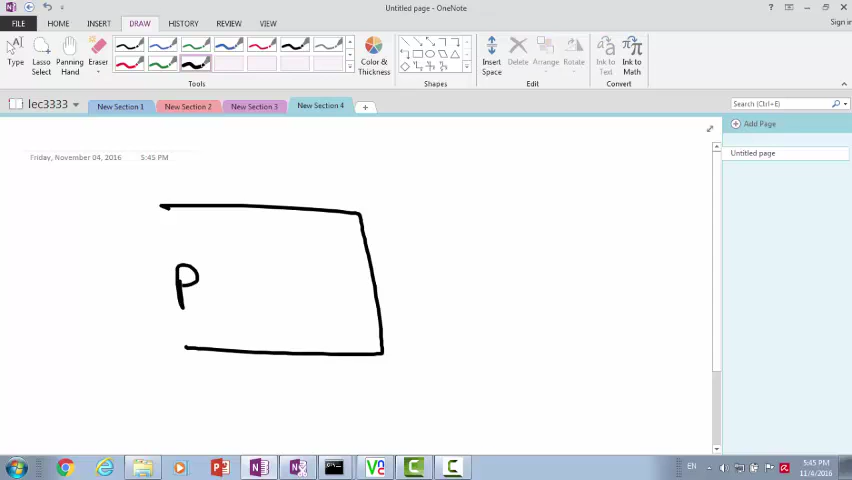 Untitled page - OneNote
FILE HOME INSERT DRAW HISTORY REVIEW VIEW
Sign in
Type Lasso Select Panning Hand Eraser Color & Thickness Insert Space Delete Arrange Rotate Ink to Text Ink to Math
Tools Shapes Edit Convert
lec3333 New Section 1 New Section 2 New Section 3 New Section 4
Search (Ctrl+E)
Add Page
Untitled page
Friday, November 04, 2016 5:45 PM
P
EN
5:45 PM
11/4/2016